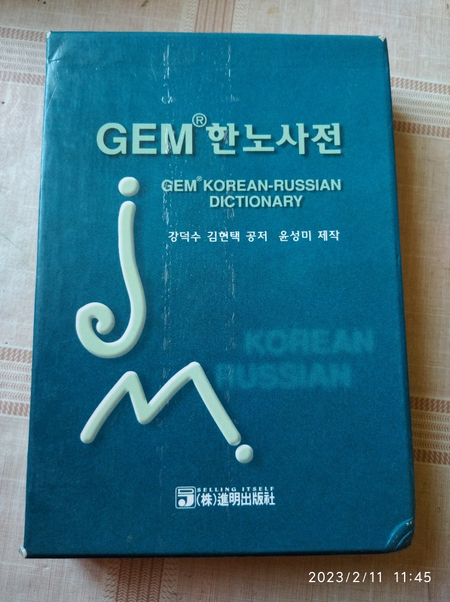 GEM® 한노사전
GEM® KOREAN-RUSSIAN
DICTIONARY
강덕수 김현택 공저 윤성미 제작
jM.
KOREAN
RUSSIAN
SELLING ITSELF
(株)進明出版社
2023/2/11 11:45